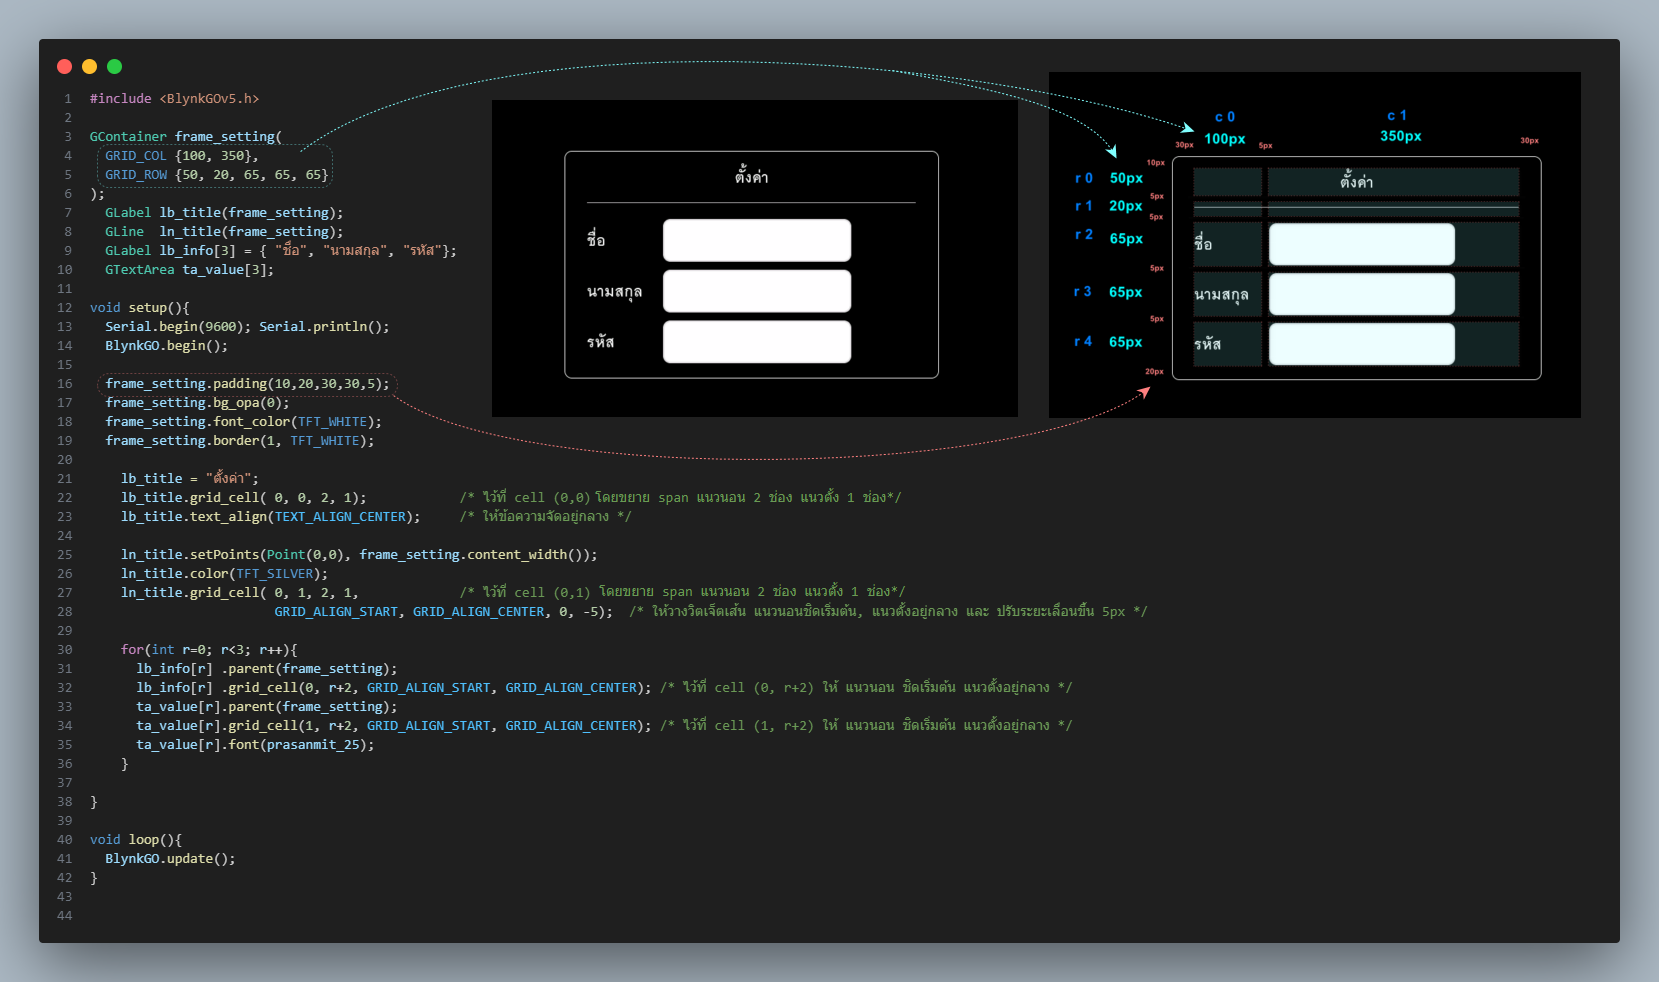 1 #include <BlynkGOv5.h>
2
3 GContainer frame_setting(
4 GRID_COL {100, 350},
5 GRID_ROW {50, 20, 65, 65, 65}
6 );
7 GLabel lb_title(frame_setting);
8 GLine ln_title(frame_setting);
9 GLabel lb_info[3] = { "ชื่อ", "นามสกุล", "รหัส"};
10 GTextArea ta_value[3];
11
12 void setup(){
13 Serial.begin(9600); Serial.println();
14 BlynkGO.begin();
15
16 frame_setting.padding(10,20,30,30,5);
17 frame_setting.bg_opa(0);
18 frame_setting.font_color(TFT_WHITE);
19 frame_setting.border(1, TFT_WHITE);
20
21 lb_title = "ตั้งค่า";
22 lb_title.grid_cell( 0, 0, 2, 1); /* ไว้ที่ cell (0,0) โดยขยาย span แนวนอน 2 ช่อง แนวตั้ง 1 ช่อง*/
23 lb_title.text_align(TEXT_ALIGN_CENTER); /* ให้ข้อความจัดอยู่กลาง */
24
25 ln_title.setPoints(Point(0,0), frame_setting.content_width());
26 ln_title.color(TFT_SILVER);
27 ln_title.grid_cell( 0, 1, 2, 1, /* ไว้ที่ cell (0,1) โดยขยาย span แนวนอน 2 ช่อง แนวตั้ง 1 ช่อง*/
28 GRID_ALIGN_START, GRID_ALIGN_CENTER, 0, -5); /* ให้วางวิดเจ็ตเส้น แนวนอนชิดเริ่มต้น, แนวตั้งอยู่กลาง และ ปรับระยะเลื่อนขึ้น 5px */
29
30 for(int r=0; r<3; r++){
31 lb_info[r] .parent(frame_setting);
32 lb_info[r] .grid_cell(0, r+2, GRID_ALIGN_START, GRID_ALIGN_CENTER); /* ไว้ที่ cell (0, r+2) ให้ แนวนอน ชิดเริ่มต้น แนวตั้งอยู่กลาง */
33 ta_value[r].parent(frame_setting);
34 ta_value[r].grid_cell(1, r+2, GRID_ALIGN_START, GRID_ALIGN_CENTER); /* ไว้ที่ cell (1, r+2) ให้ แนวนอน ชิดเริ่มต้น แนวตั้งอยู่กลาง */
35 ta_value[r].font(prasanmit_25);
36 }
37
38 }
39
40 void loop(){
41 BlynkGO.update();
42 }
43
44
ตั้งค่า
ชื่อ
นามสกุล
รหัส
c 0 c 1
100px 350px
30px 5px 30px
10px
r 0 50px ตั้งค่า
5px
r 1 20px
5px
r 2 65px ชื่อ
5px
r 3 65px นามสกุล
5px
r 4 65px รหัส
20px